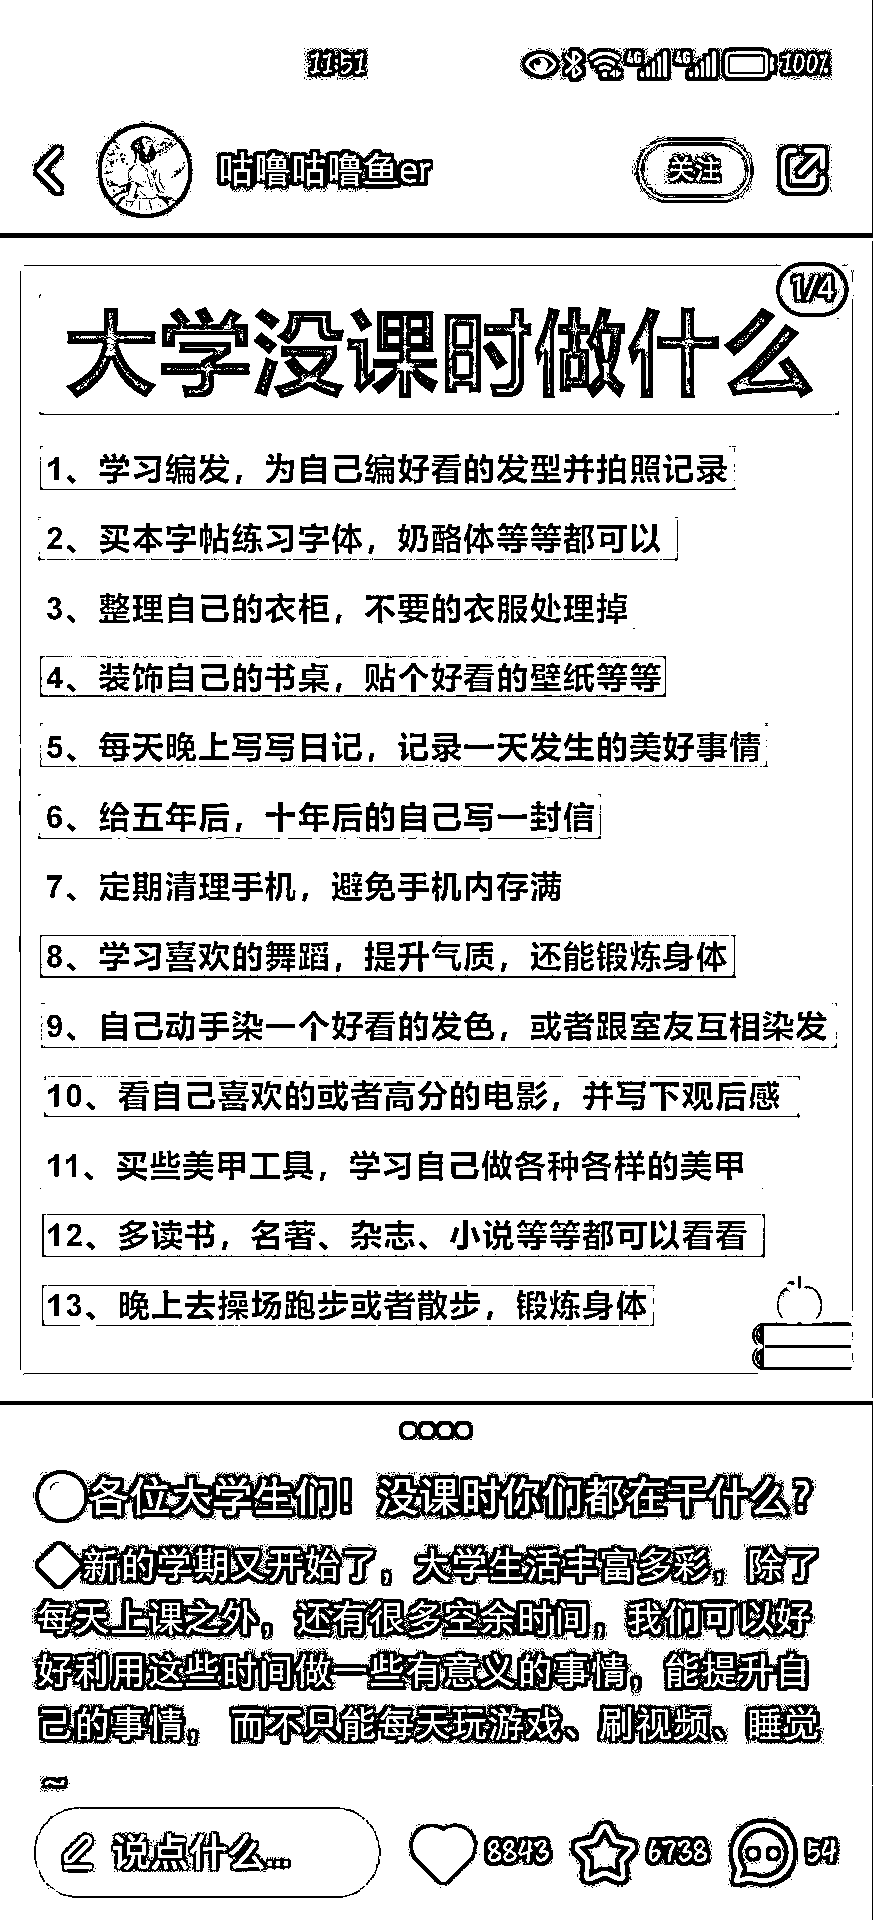 11:51 4G 4G 100%
咕噜咕噜鱼er 关注
1/4
大学没课时做什么
1、学习编发，为自己编好看的发型并拍照记录
2、买本字帖练习字体，奶酪体等等都可以
3、整理自己的衣柜，不要的衣服处理掉
4、装饰自己的书桌，贴个好看的壁纸等等
5、每天晚上写写日记，记录一天发生的美好事情
6、给五年后，十年后的自己写一封信
7、定期清理手机，避免手机内存满
8、学习喜欢的舞蹈，提升气质，还能锻炼身体
9、自己动手染一个好看的发色，或者跟室友互相染发
10、看自己喜欢的或者高分的电影，并写下观后感
11、买些美甲工具，学习自己做各种各样的美甲
12、多读书，名著、杂志、小说等等都可以看看
13、晚上去操场跑步或者散步，锻炼身体
各位大学生们！没课时你们都在干什么？
新的学期又开始了，大学生活丰富多彩，除了
每天上课之外，还有很多空余时间，我们可以好
好利用这些时间做一些有意义的事情，能提升自
己的事情，而不只能每天玩游戏、刷视频、睡觉
~
说点什么... 8843 6738 54